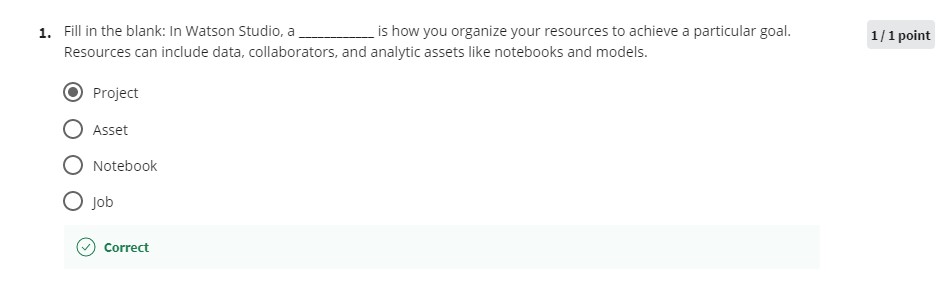 1. Fill in the blank: In Watson Studio, a ____________ is how you organize your resources to achieve a particular goal.
1 / 1 point
Resources can include data, collaborators, and analytic assets like notebooks and models.
Project
Asset
Notebook
Job
Correct